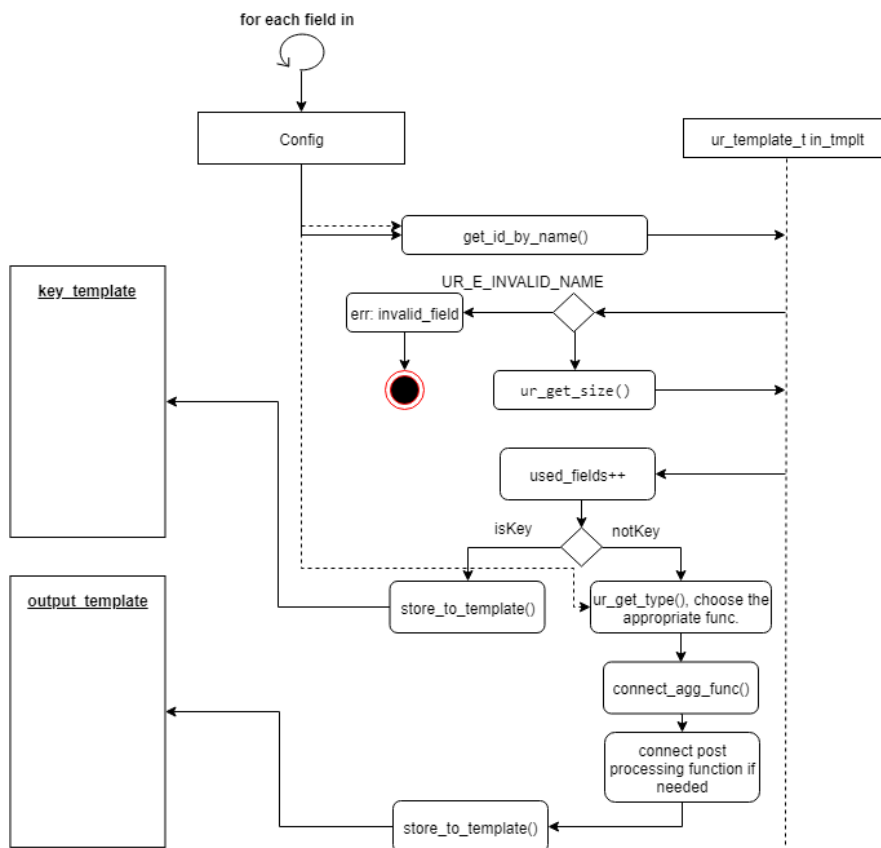 for each field in
Config
ur_template_t in_tmplt
get_id_by_name()
key_template
UR_E_INVALID_NAME
err: invalid_field
ur_get_size()
used_fields++
isKey
notKey
output_template
store_to_template()
ur_get_type(), choose the
appropriate func.
connect_agg_func()
connect post
processing function if
needed
store_to_template()